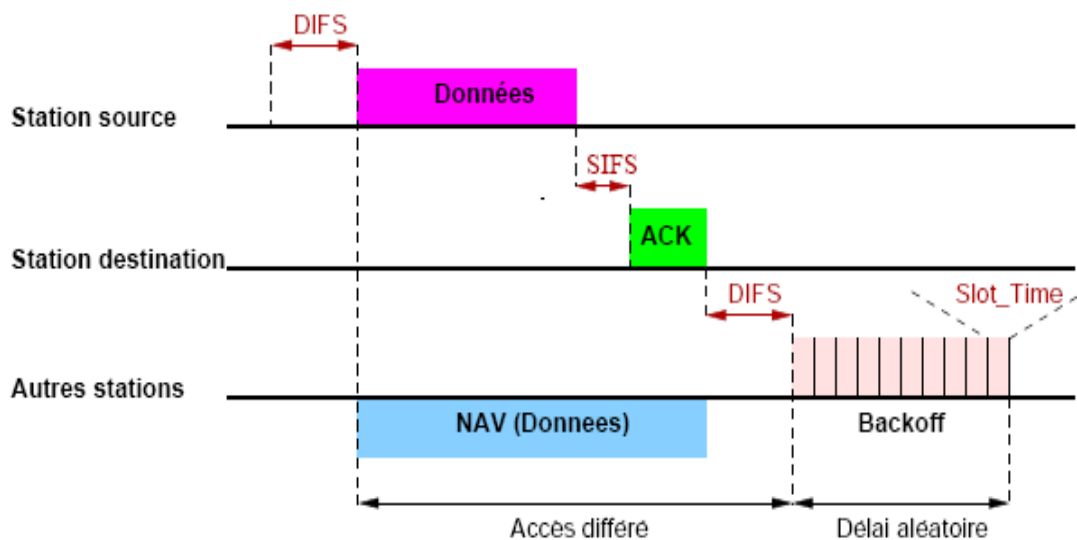 DIFS
Données
Station source
SIFS
ACK
Station destination
DIFS
Slot_Time
Autres stations
NAV (Donnees)
Backoff
Accès différé
Délai aléatoire